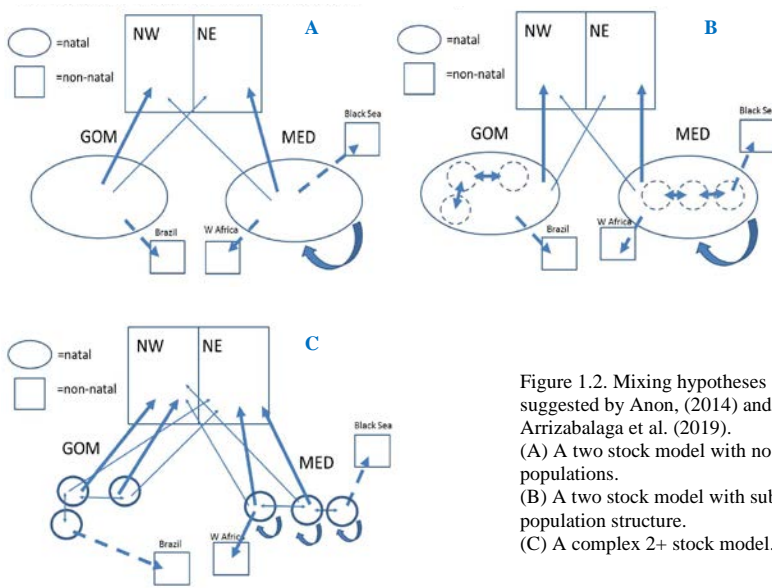 A
=natal
=non-natal
NW
NE
GOM
MED
Black Sea
Brazil
W Africa
B
=natal
=non-natal
NW
NE
GOM
MED
Black Se
Brazil
W Africa
C
=natal
=non-natal
NW
NE
GOM
MED
Black Sea
Brazil
W Africa
Figure 1.2. Mixing hypotheses
suggested by Anon, (2014) and
Arrizabalaga et al. (2019).
(A) A two stock model with no
populations.
(B) A two stock model with sub
population structure.
(C) A complex 2+ stock model.